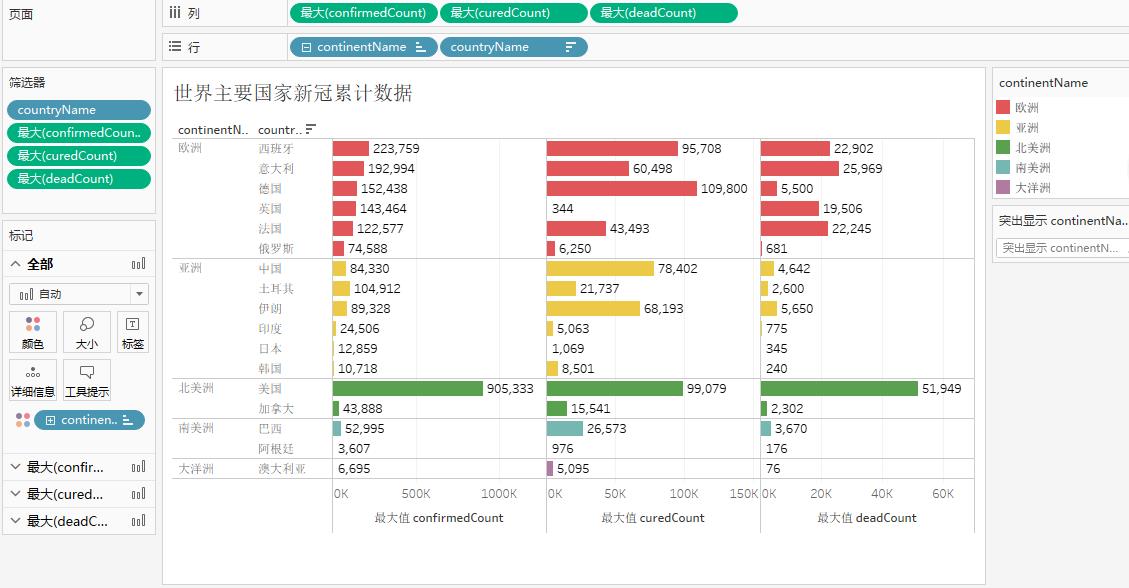 页面
列 最大(confirmedCount) 最大(curedCount) 最大(deadCount)
行 continentName countryName
筛选器
countryName
最大(confirmedCoun..
最大(curedCount)
最大(deadCount)
标记
全部
自动
颜色 大小 标签
详细信息 工具提示
continen..
最大(confir...
最大(cured...
最大(deadC...
世界主要国家新冠累计数据
continentN.. countr..
欧洲 西班牙 223,759 95,708 22,902
意大利 192,994 60,498 25,969
德国 152,438 109,800 5,500
英国 143,464 344 19,506
法国 122,577 43,493 22,245
俄罗斯 74,588 6,250 681
亚洲 中国 84,330 78,402 4,642
土耳其 104,912 21,737 2,600
伊朗 89,328 68,193 5,650
印度 24,506 5,063 775
日本 12,859 1,069 345
韩国 10,718 8,501 240
北美洲 美国 905,333 99,079 51,949
加拿大 43,888 15,541 2,302
南美洲 巴西 52,995 26,573 3,670
阿根廷 3,607 976 176
大洋洲 澳大利亚 6,695 5,095 76
0K 500K 1000K 0K 50K 100K 150K 0K 20K 40K 60K
最大值 confirmedCount 最大值 curedCount 最大值 deadCount
continentName
欧洲
亚洲
北美洲
南美洲
大洋洲
突出显示 continentNa...
突出显示 continentN...